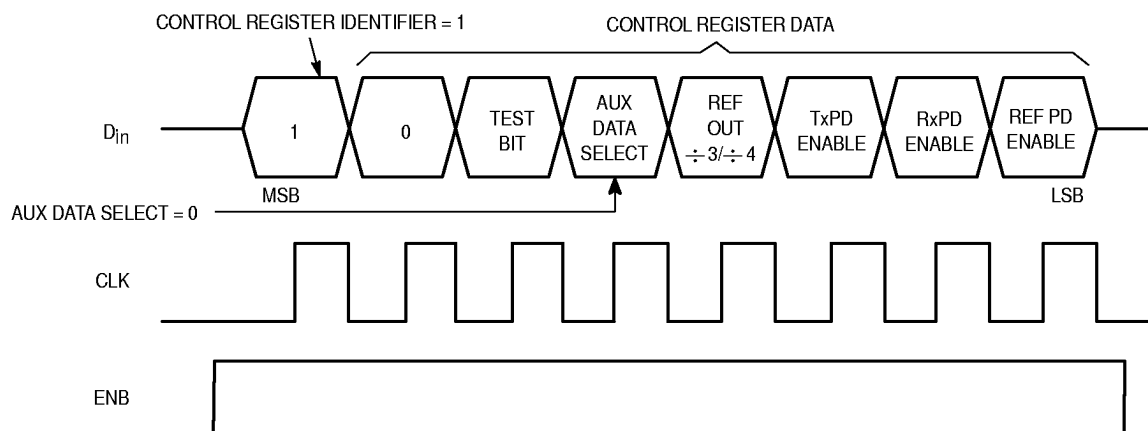 CONTROL REGISTER IDENTIFIER = 1
CONTROL REGISTER DATA
Din
1
0
TEST
BIT
AUX
DATA
SELECT
REF
OUT
÷3/÷4
TxPD
ENABLE
RxPD
ENABLE
REF PD
ENABLE
MSB
LSB
AUX DATA SELECT = 0
CLK
ENB